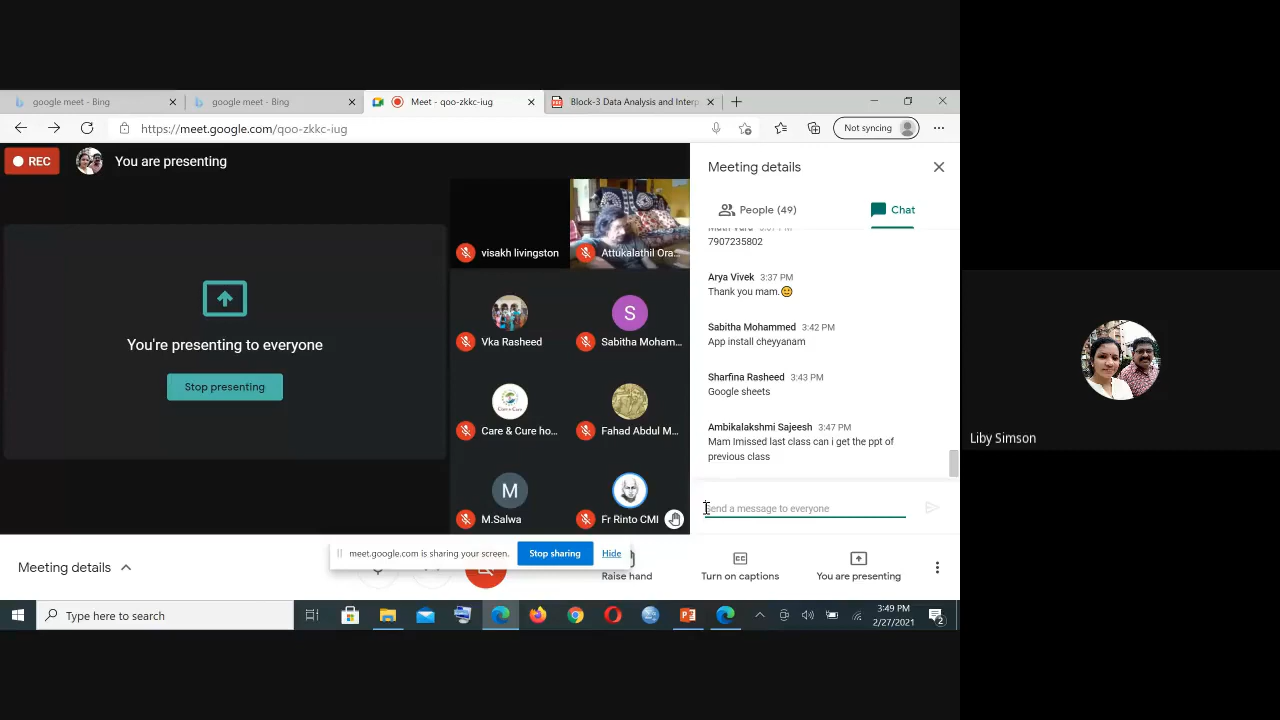 google meet - Bing
google meet - Bing
Meet - qoo-zkkc-iug
Block-3 Data Analysis and Interp
https://meet.google.com/qoo-zkkc-iug
Not syncing
REC
You are presenting
Meeting details
People (49)
Chat
7907235802
Arya Vivek 3:37 PM
Thank you mam.😐
Sabitha Mohammed 3:42 PM
App install cheyyanam
Sharfina Rasheed 3:43 PM
Google sheets
Ambikalakshmi Sajeesh 3:47 PM
Mam Imissed last class can i get the ppt of
previous class
Send a message to everyone
You're presenting to everyone
Stop presenting
visakh livingston
Attukalathil Ora...
Vka Rasheed
S
Sabitha Moham...
Care & Cure ho...
Fahad Abdul M...
M
M.Salwa
Fr Rinto CMI
Liby Simson
meet.google.com is sharing your screen.
Stop sharing
Hide
Meeting details
Raise hand
CC
Turn on captions
You are presenting
Type here to search
3:49 PM
2/27/2021
2